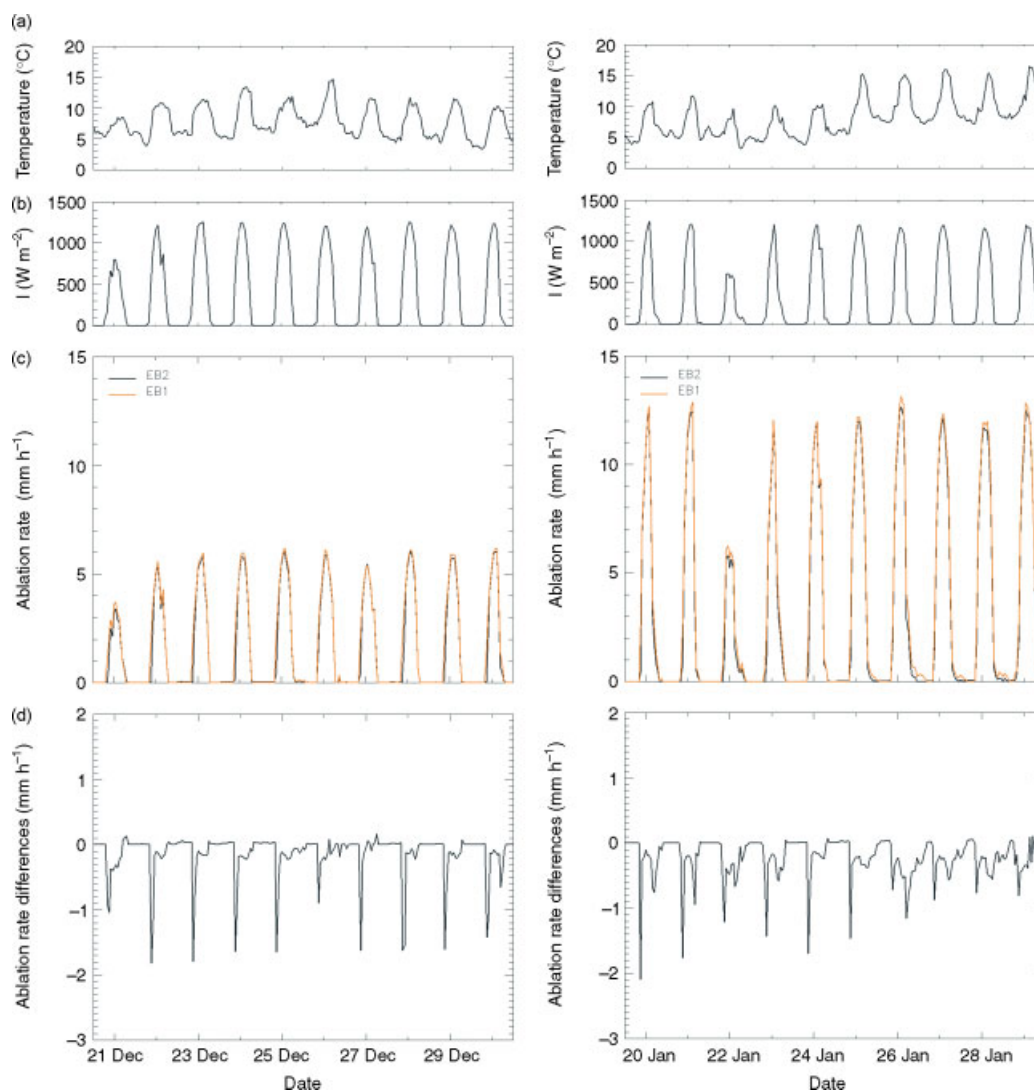 (a)
Temperature (°C)
20
15
10
5
0
Temperature (°C)
20
15
10
5
0
(b)
I (W m−2)
1500
1000
500
0
I (W m−2)
1500
1000
500
0
(c)
Ablation rate (mm h−1)
15
10
5
0
EB2
EB1
Ablation rate (mm h−1)
15
10
5
0
EB2
EB1
(d)
Ablation rate differences (mm h−1)
2
1
0
−1
−2
−3
21 Dec 23 Dec 25 Dec 27 Dec 29 Dec
Date
Ablation rate differences (mm h−1)
2
1
0
−1
−2
−3
20 Jan 22 Jan 24 Jan 26 Jan 28 Jan
Date